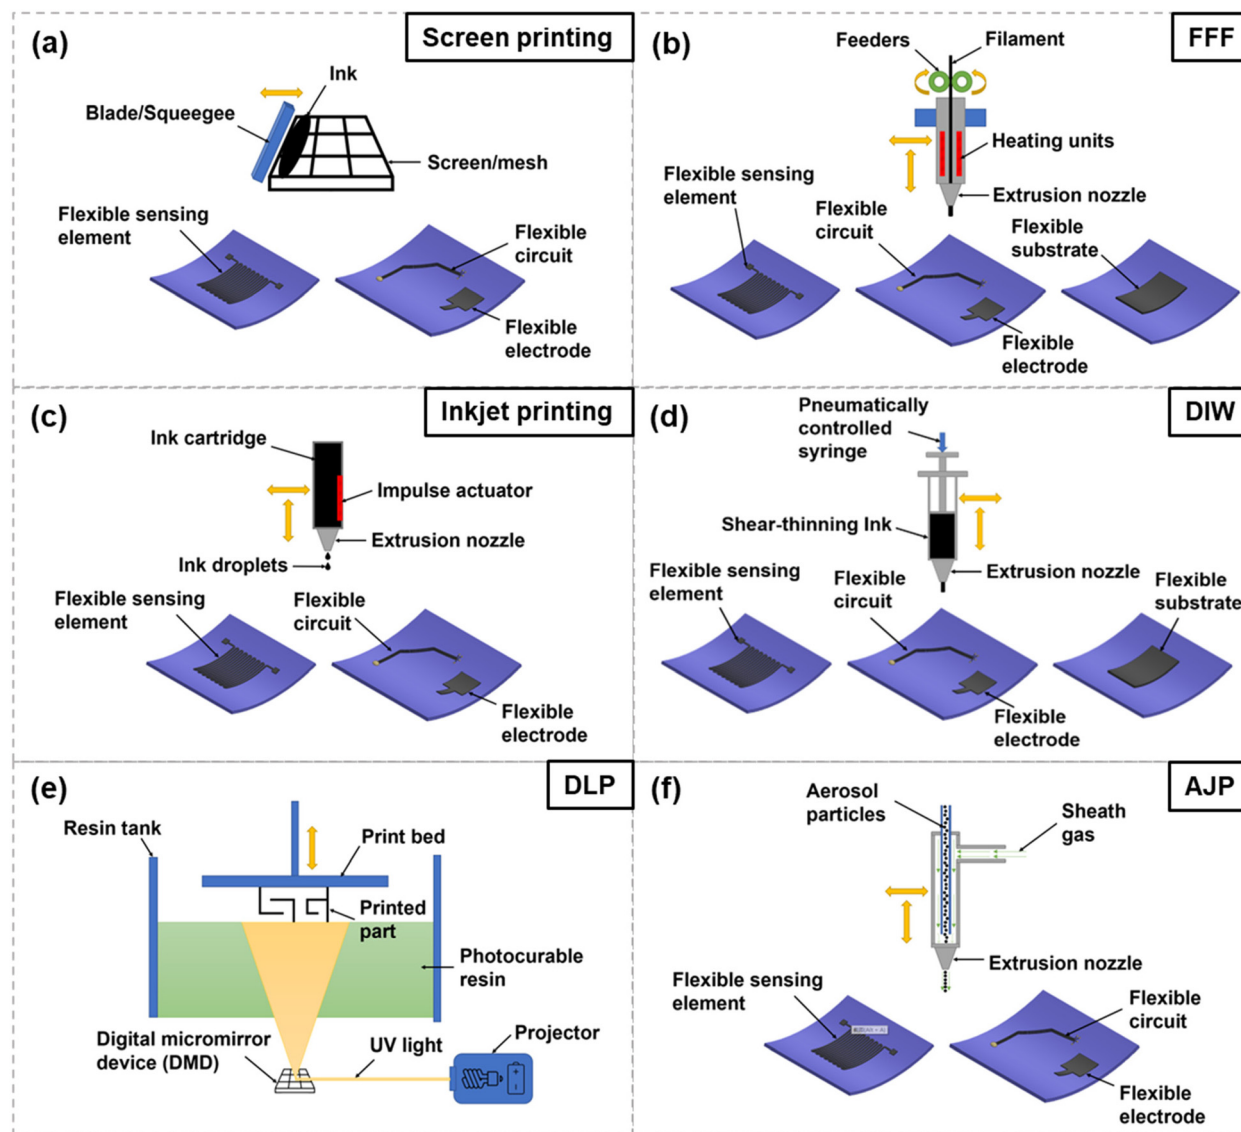 (a)
Screen printing
Ink
Blade/Squeegee
Screen/mesh
Flexible sensing
element
Flexible
circuit
Flexible
electrode
(b)
FFF
Feeders
Filament
Heating units
Extrusion nozzle
Flexible sensing
element
Flexible
circuit
Flexible
substrate
Flexible
electrode
(c)
Inkjet printing
Ink cartridge
Impulse actuator
Extrusion nozzle
Ink droplets
Flexible sensing
element
Flexible
circuit
Flexible
electrode
(d)
DIW
Pneumatically
controlled
syringe
Shear-thinning Ink
Extrusion nozzle
Flexible sensing
element
Flexible
circuit
Flexible
substrate
Flexible
electrode
(e)
DLP
Resin tank
Print bed
Printed
part
Photocurable
resin
Digital micromirror
device (DMD)
UV light
Projector
(f)
AJP
Aerosol
particles
Sheath
gas
Extrusion nozzle
Flexible sensing
element
Flexible
circuit
Flexible
electrode